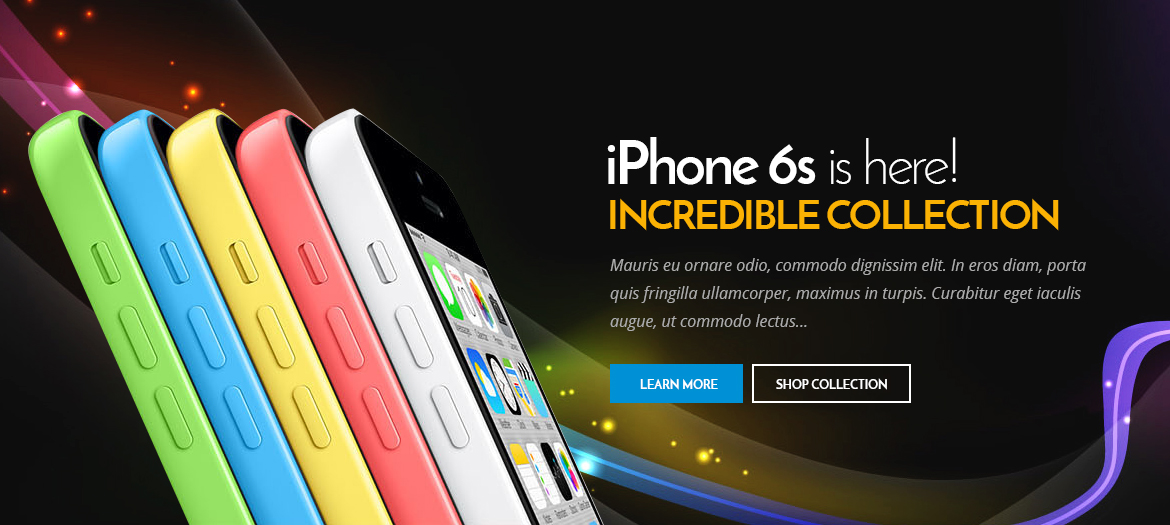 iPhone 6s is here!
INCREDIBLE COLLECTION
Mauris eu ornare odio, commodo dignissim elit. In eros diam, porta
quis fringilla ullamcorper, maximus in turpis. Curabitur eget iaculis
augue, ut commodo lectus...
LEARN MORE SHOP COLLECTION